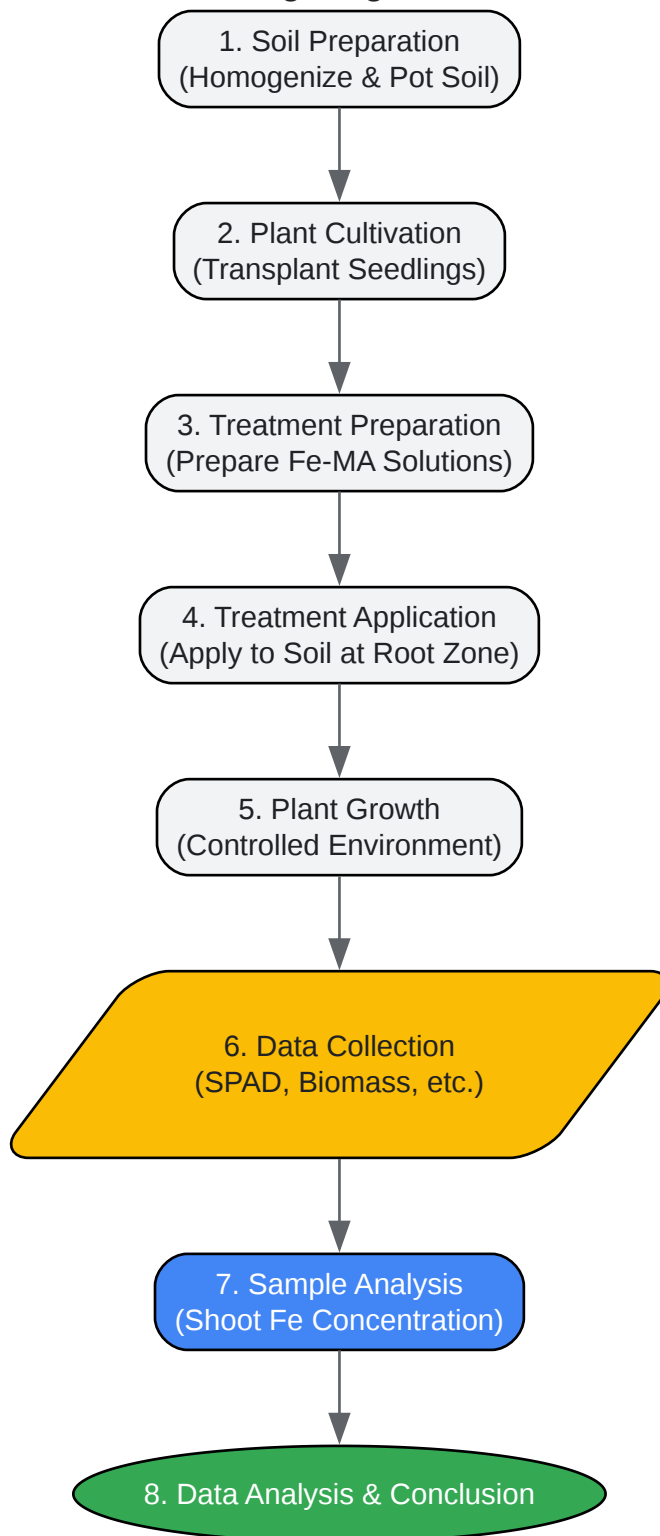 1. Soil Preparation
(Homogenize & Pot Soil)
2. Plant Cultivation
(Transplant Seedlings)
3. Treatment Preparation
(Prepare Fe-MA Solutions)
4. Treatment Application
(Apply to Soil at Root Zone)
5. Plant Growth
(Controlled Environment)
6. Data Collection
(SPAD, Biomass, etc.)
7. Sample Analysis
(Shoot Fe Concentration)
8. Data Analysis & Conclusion